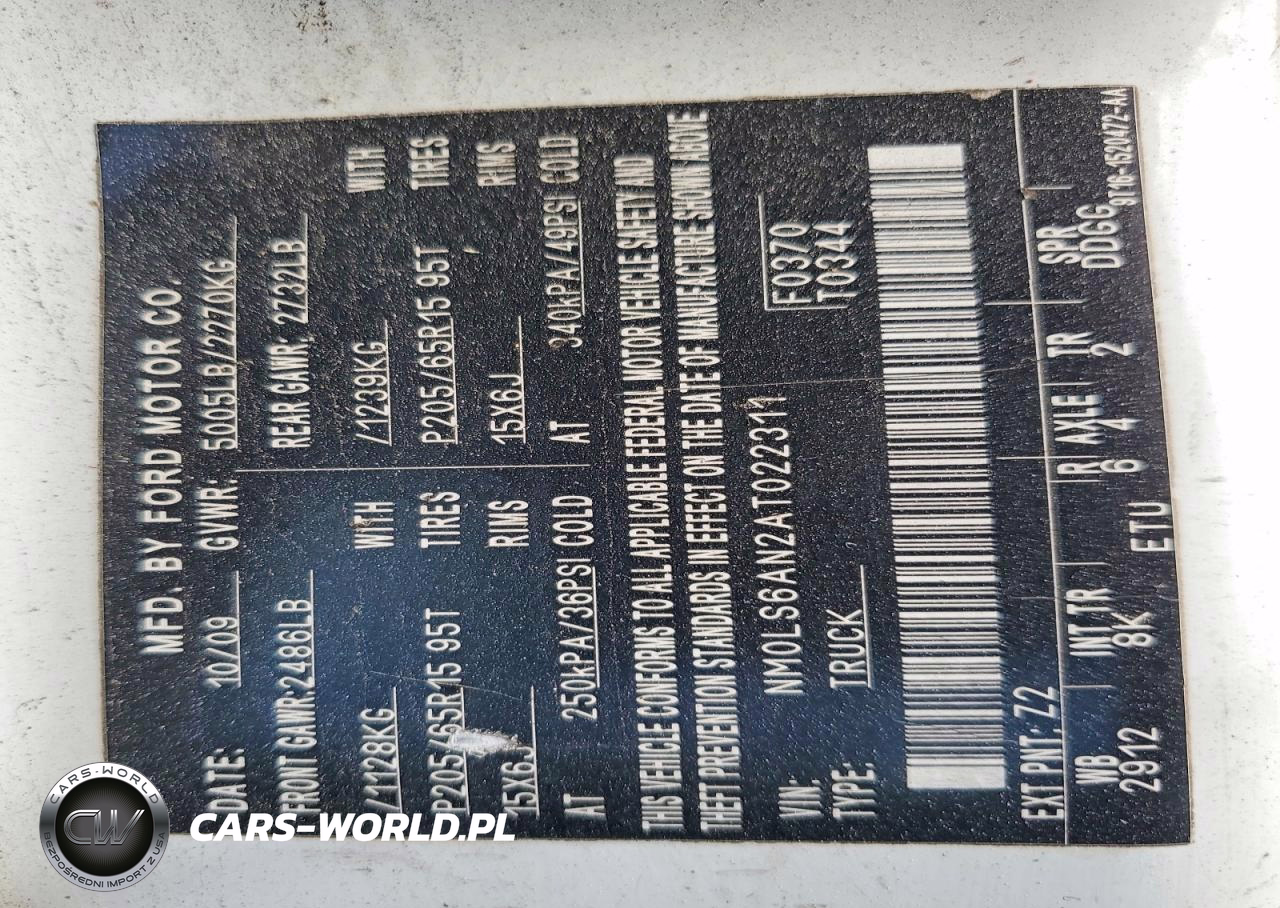 MFD. BY FORD MOTOR CO.
DATE: 10/09 GVWR: 5005LB/2270KG
FRONT GAWR:2486LB REAR GAWR: 2732LB
/1128KG WITH /1239KG WITH
P205/65R15 95T TIRES P205/65R15 95T TIRES
15X6J RIMS 15X6J RIMS
AT 250kPA/36PSI COLD AT 340kPA/49PSI COLD
THIS VEHICLE CONFORMS TO ALL APPLICABLE FEDERAL MOTOR VEHICLE SAFETY AND
THEFT PREVENTION STANDARDS IN EFFECT ON THE DATE OF MANUFACTURE SHOWN ABOVE
VIN: NM0LS6AN2AT022311 F0370
TYPE: TRUCK T0344
EXT PNT: Z2
WB INT TR R AXLE TR SPR
2912 8K 6 4 2 DDGG
ETU 9T16-1520472-AA
CARS-WORLD
CW
BEZPOŚREDNI IMPORT Z USA
CARS-WORLD.PL